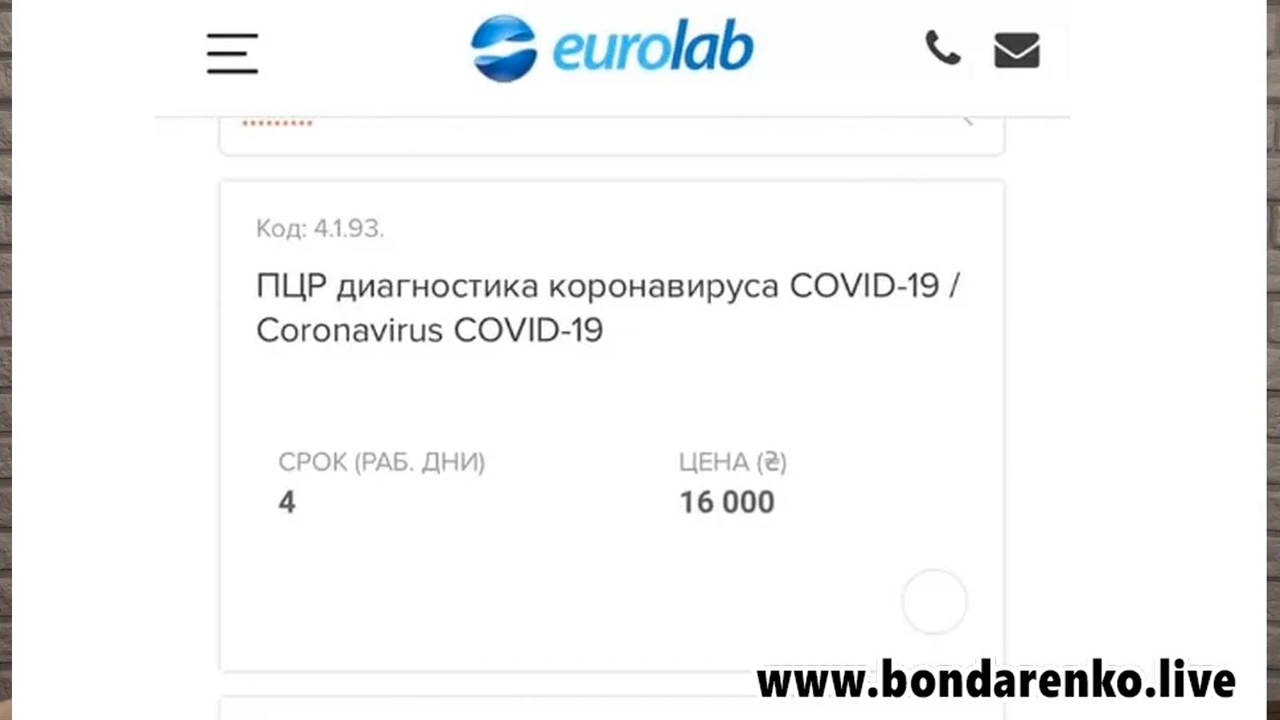 eurolab
Код: 4.1.93.
ПЦР диагностика коронавируса COVID-19 /
Coronavirus COVID-19
СРОК (РАБ. ДНИ) ЦЕНА (₴)
4 16 000
www.bondarenko.live